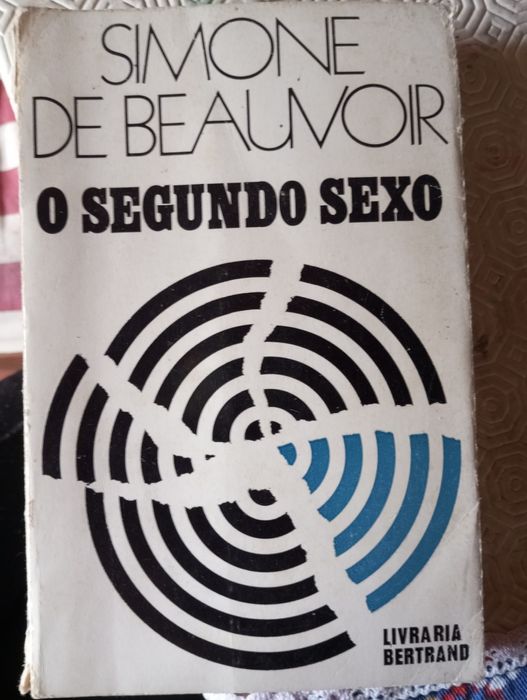 SIMONE
DE BEAUVOIR
O SEGUNDO SEXO
LIVRARIA
BERTRAND